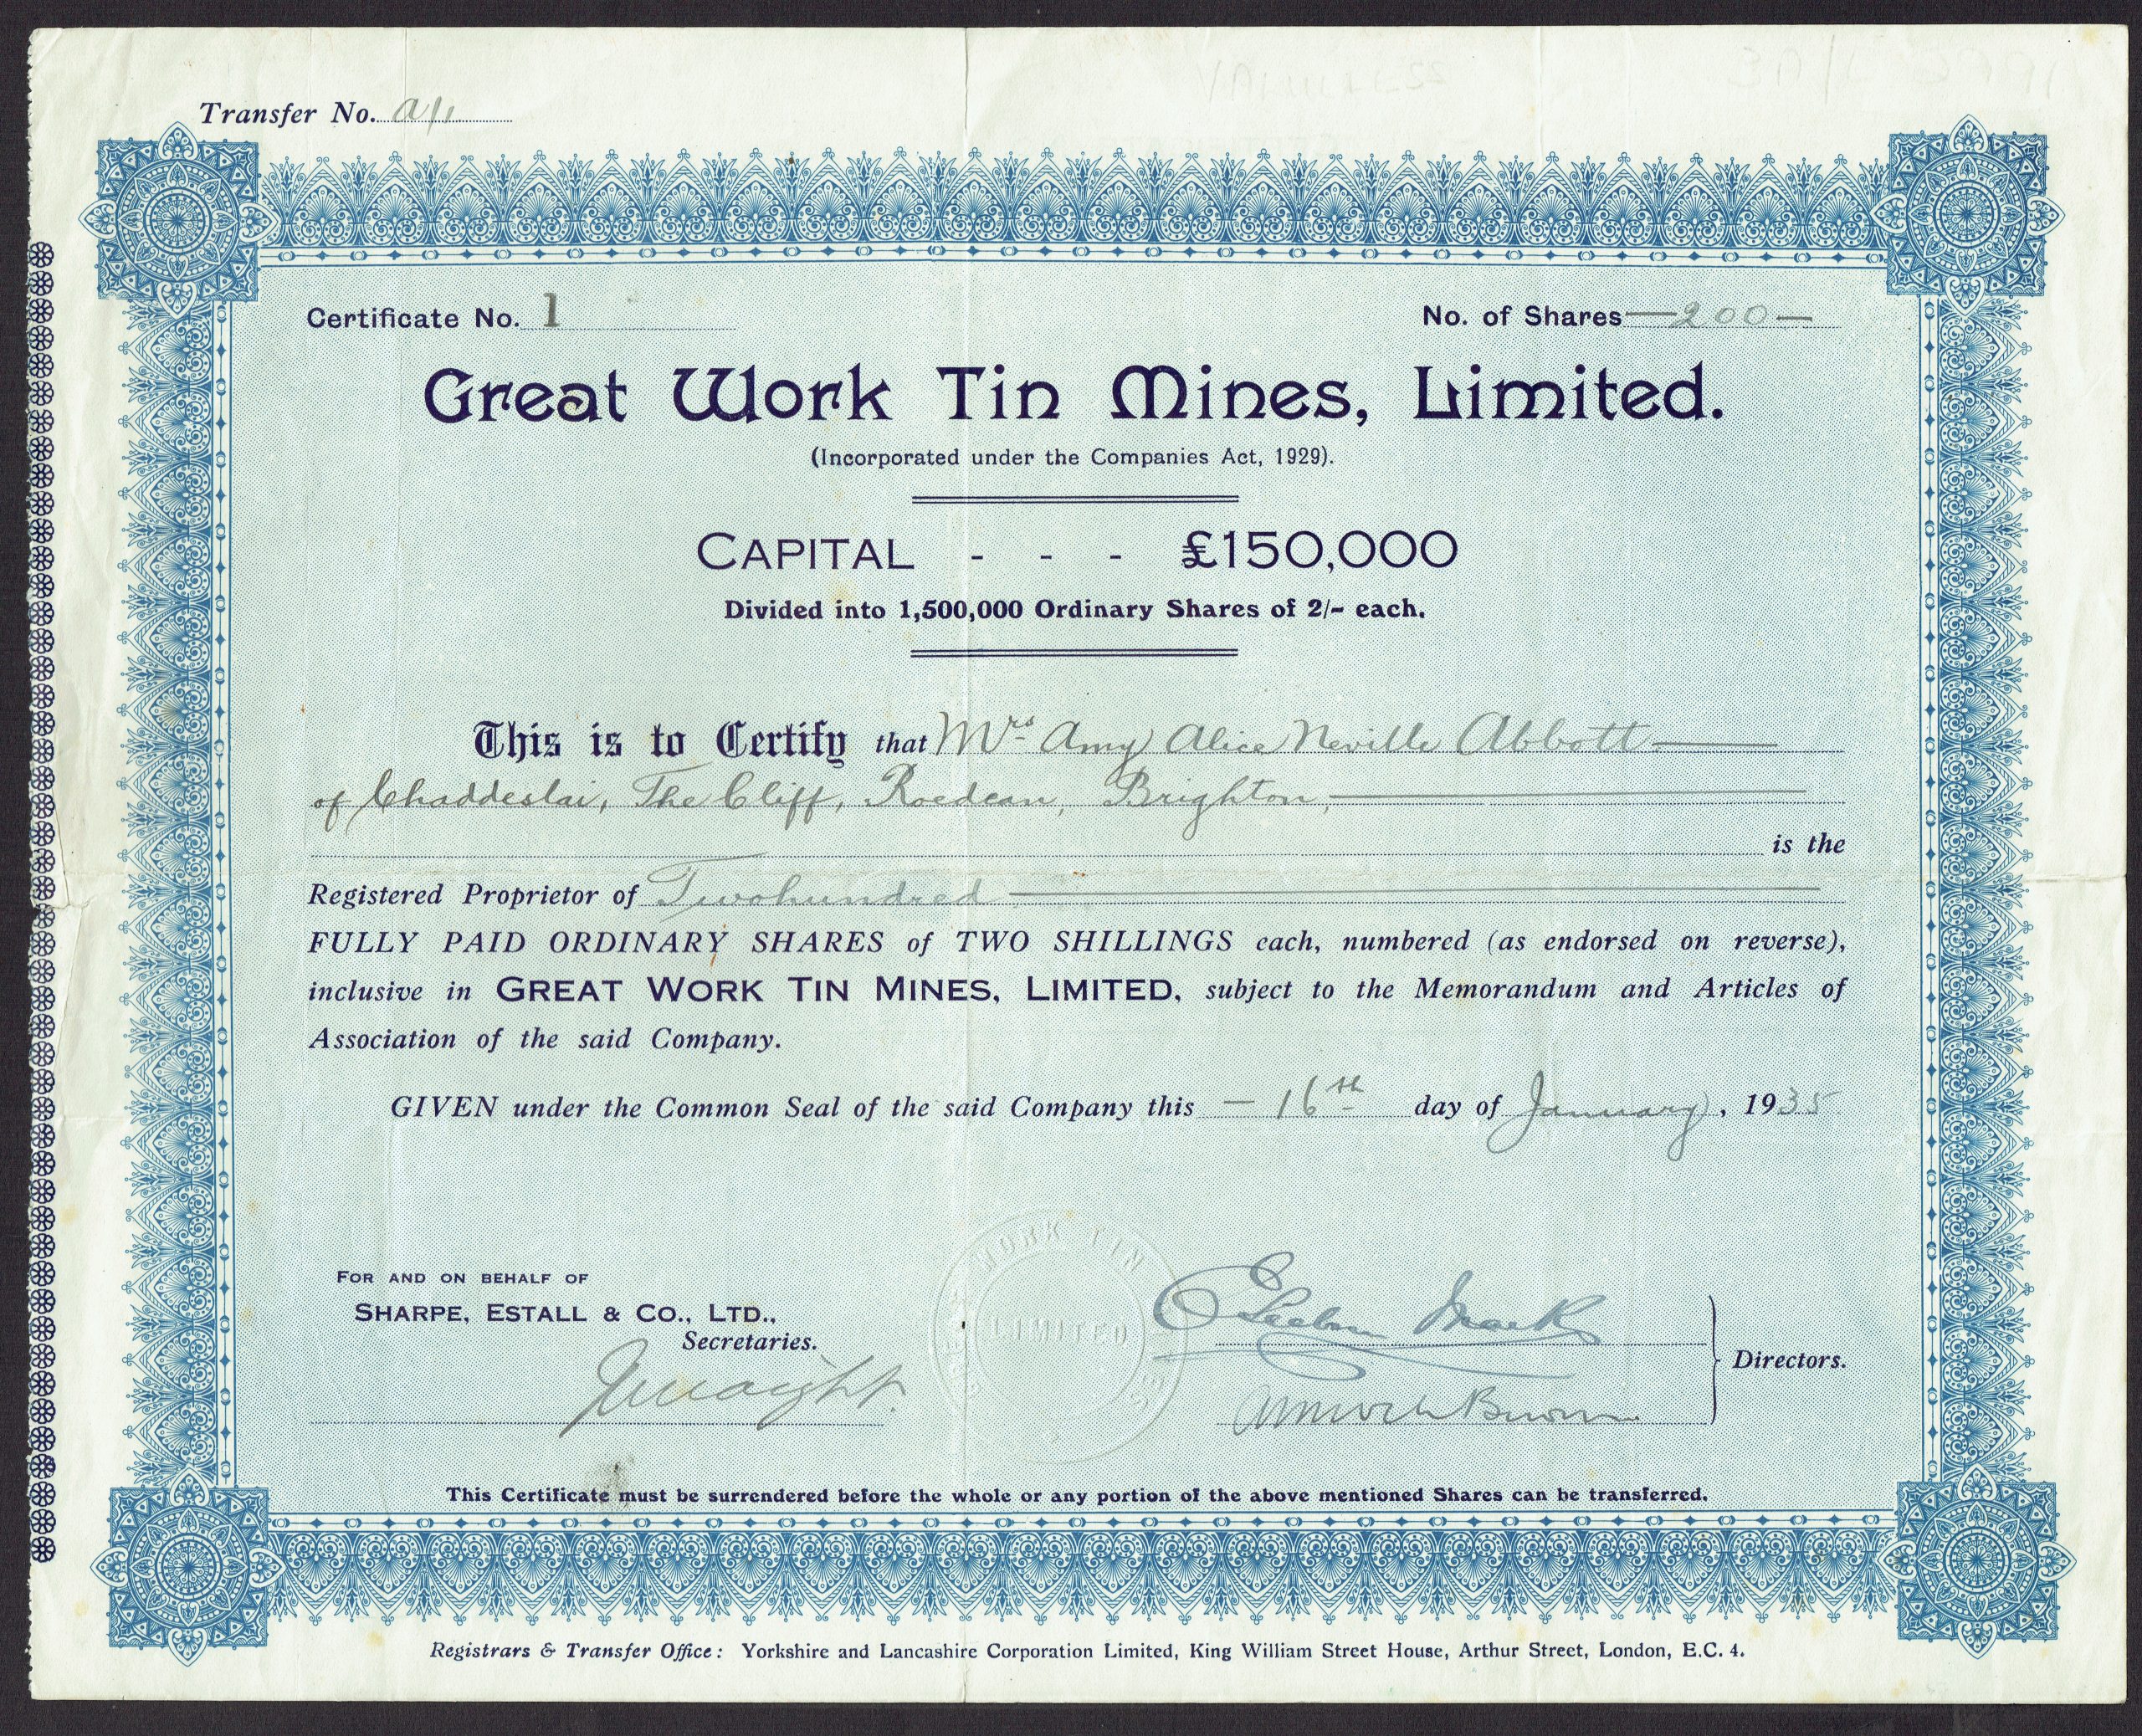 Transfer No. A/1
Certificate No. 1
No. of Shares—200—
Great Work Tin Mines, Limited.
(Incorporated under the Companies Act, 1929).
CAPITAL - - - £150,000
Divided into 1,500,000 Ordinary Shares of 2/- each.
This is to Certify that Mrs Amy Alice Neville Abbott
of Chaddeslai, The Cliff, Roedean, Brighton,
is the
Registered Proprietor of Twohundred
FULLY PAID ORDINARY SHARES of TWO SHILLINGS each, numbered (as endorsed on reverse),
inclusive in GREAT WORK TIN MINES, LIMITED, subject to the Memorandum and Articles of
Association of the said Company.
GIVEN under the Common Seal of the said Company this — 16th day of January, 1935
WORK TIN
LIMITED
FOR AND ON BEHALF OF
SHARPE, ESTALL & CO., LTD.,
Secretaries.
Directors.
This Certificate must be surrendered before the whole or any portion of the above mentioned Shares can be transferred.
Registrars & Transfer Office: Yorkshire and Lancashire Corporation Limited, King William Street House, Arthur Street, London, E.C. 4.